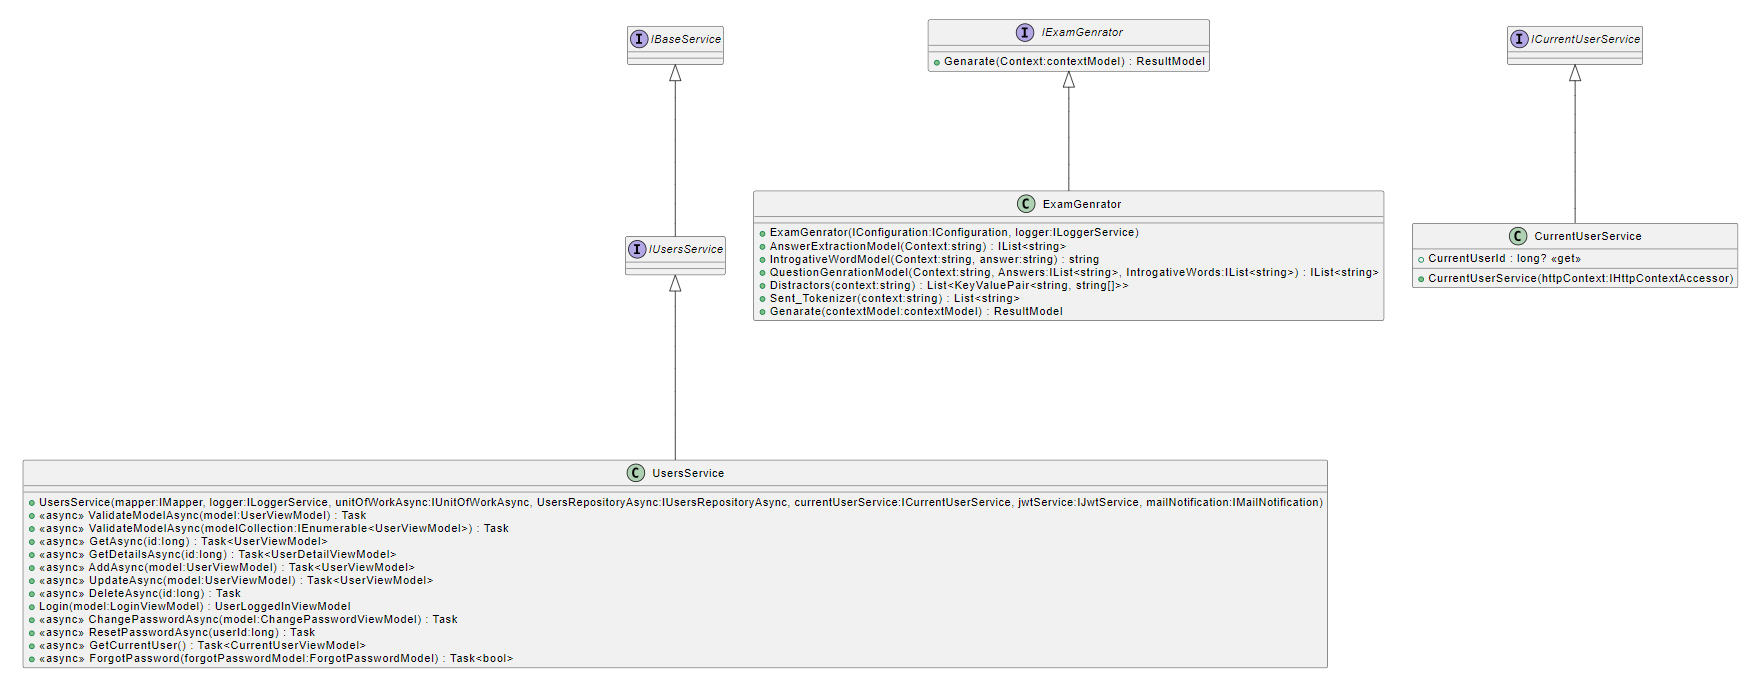 I IBaseService
I IExamGenrator
Genarate(Context:contextModel) : ResultModel
I ICurrentUserService
I IUsersService
C ExamGenrator
ExamGenrator(IConfiguration:IConfiguration, logger:ILoggerService)
AnswerExtractionModel(Context:string) : IList<string>
IntrogativeWordModel(Context:string, answer:string) : string
QuestionGenrationModel(Context:string, Answers:IList<string>, IntrogativeWords:IList<string>) : IList<string>
Distractors(context:string) : List<KeyValuePair<string, string[]>>
Sent_Tokenizer(context:string) : List<string>
Genarate(contextModel:contextModel) : ResultModel
C CurrentUserService
CurrentUserId : long? «get»
CurrentUserService(httpContext:IHttpContextAccessor)
C UsersService
UsersService(mapper:IMapper, logger:ILoggerService, unitOfWorkAsync:IUnitOfWorkAsync, UsersRepositoryAsync:IUsersRepositoryAsync, currentUserService:ICurrentUserService, jwtService:IJwtService, mailNotification:IMailNotification)
«async» ValidateModelAsync(model:UserViewModel) : Task
«async» ValidateModelAsync(modelCollection:IEnumerable<UserViewModel>) : Task
«async» GetAsync(id:long) : Task<UserViewModel>
«async» GetDetailsAsync(id:long) : Task<UserDetailViewModel>
«async» AddAsync(model:UserViewModel) : Task<UserViewModel>
«async» UpdateAsync(model:UserViewModel) : Task<UserViewModel>
«async» DeleteAsync(id:long) : Task
Login(model:LoginViewModel) : UserLoggedInViewModel
«async» ChangePasswordAsync(model:ChangePasswordViewModel) : Task
«async» ResetPasswordAsync(userId:long) : Task
«async» GetCurrentUser() : Task<CurrentUserViewModel>
«async» ForgotPassword(forgotPasswordModel:ForgotPasswordModel) : Task<bool>